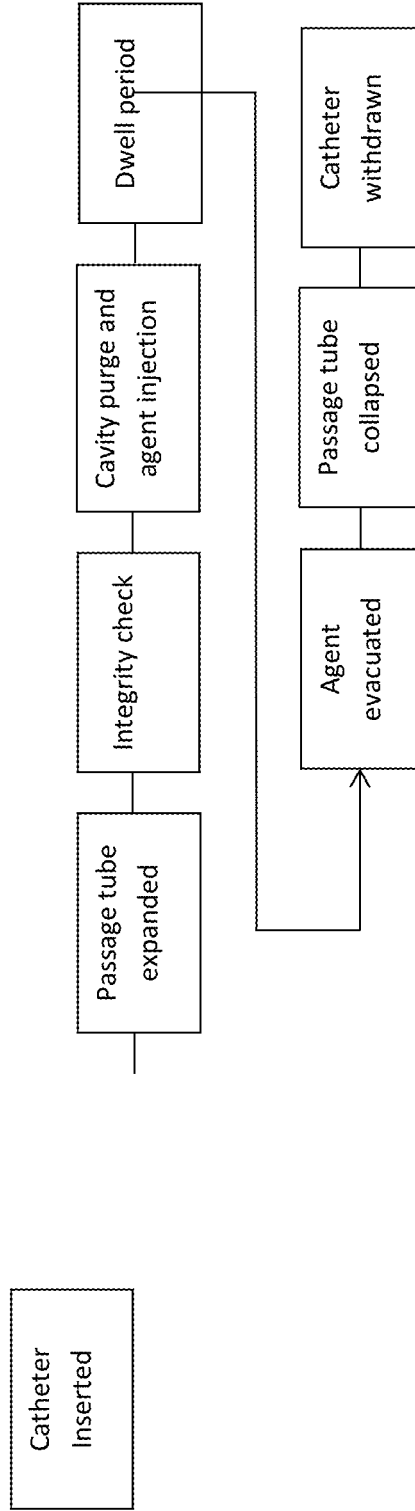 Catheter
Inserted
Passage tube
expanded
Integrity check
Cavity purge and
agent injection
Dwell period
Agent
evacuated
Passage tube
collapsed
Catheter
withdrawn